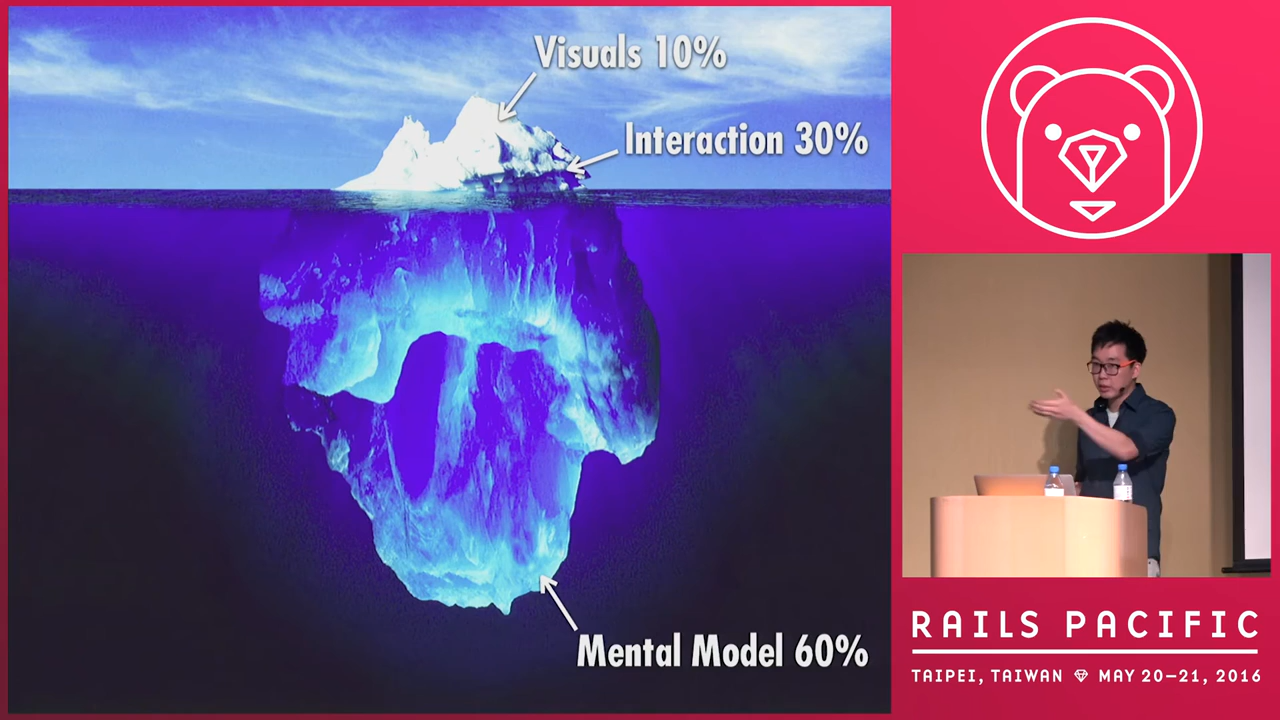 Visuals 10%
Interaction 30%
Mental Model 60%
RAILS PACIFIC
TAIPEI, TAIWAN MAY 20–21, 2016